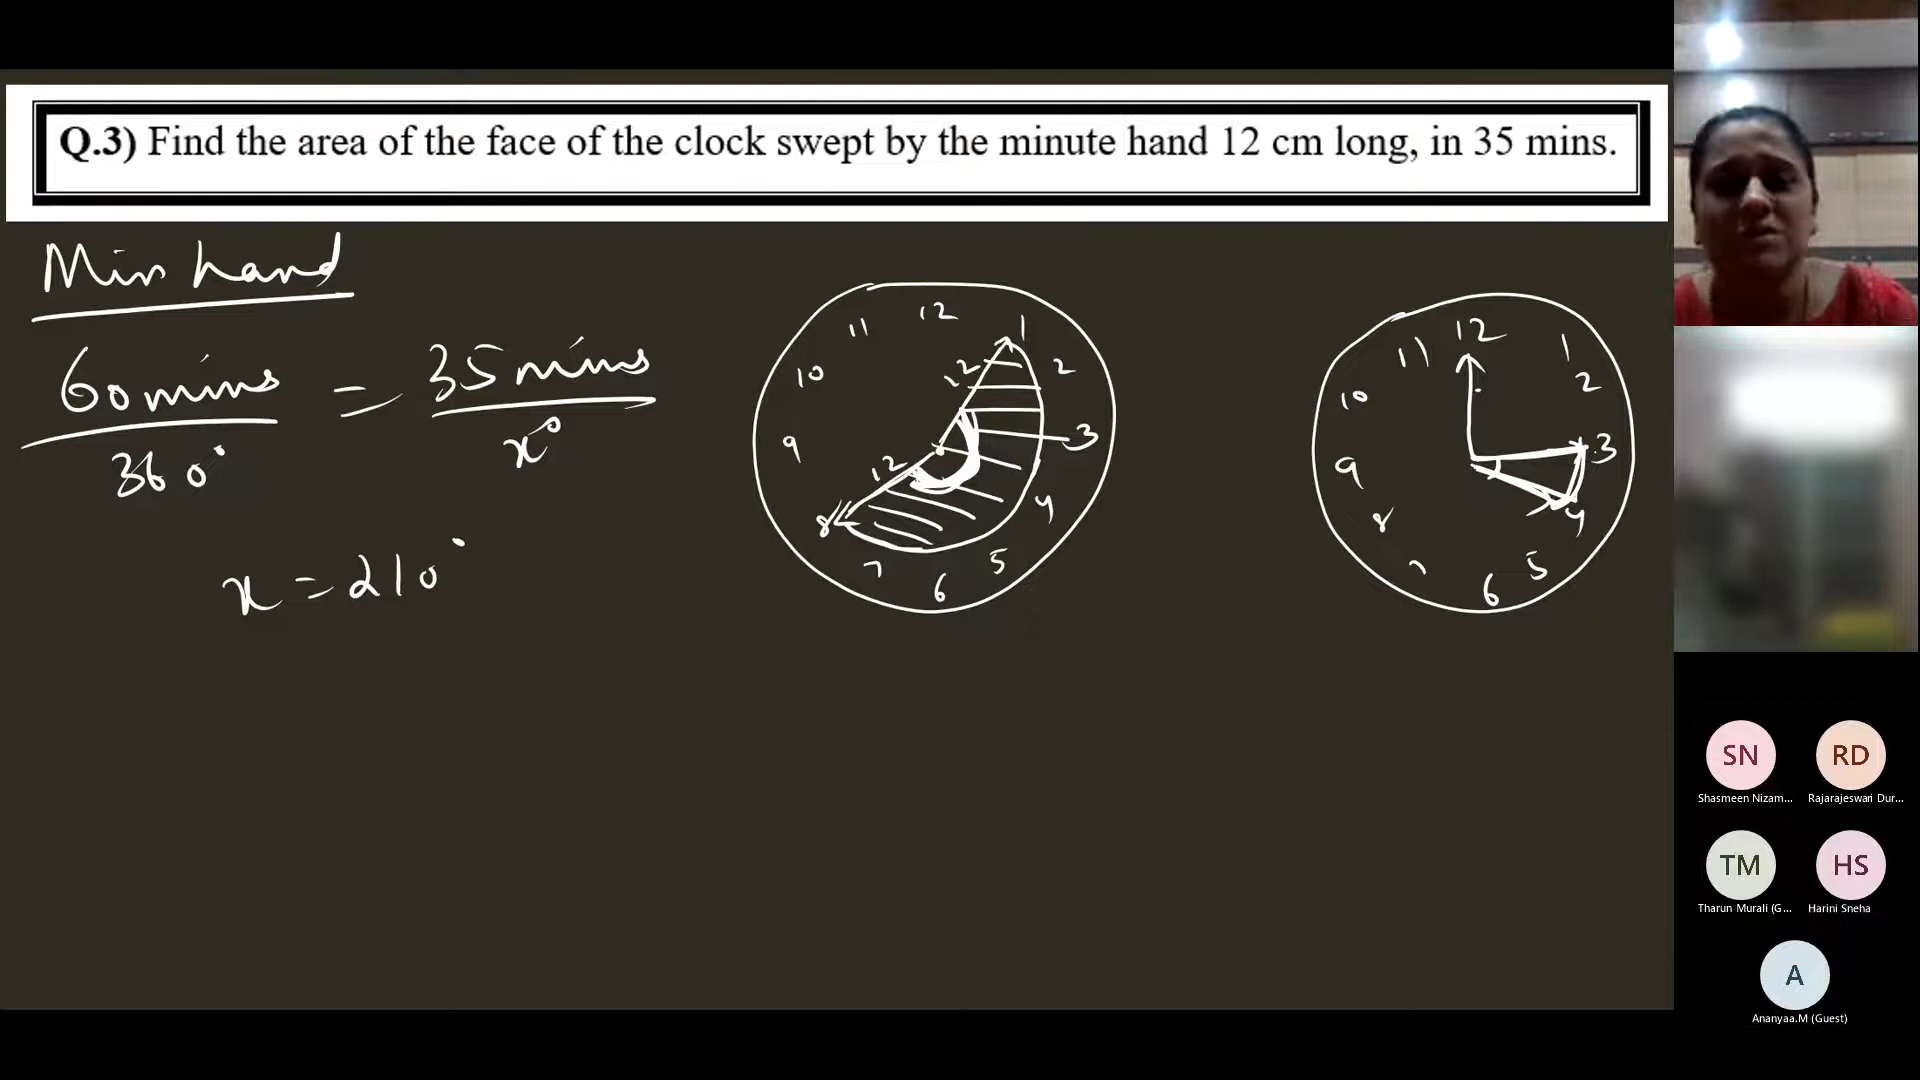 Q.3) Find the area of the face of the clock swept by the minute hand 12 cm long, in 35 mins.
Min hand
60 mins = 35 mins
360° x°
x = 210°
12
11
1
10
2
12
9
3
12
8
4
7
5
6
12
11
1
10
2
9
3
8
4
7
5
6
SN
RD
Shasmeen Nizam...
Rajarajeswari Dur...
TM
HS
Tharun Murali (G...
Harini Sneha
A
Ananyaa.M (Guest)